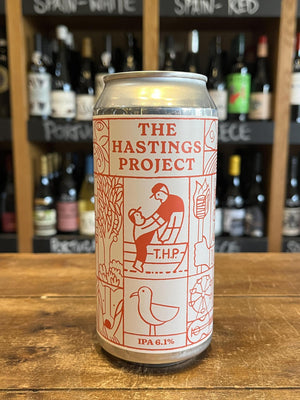 SPAIN-WHITE
SPAIN-RED
THE
HASTINGS
PROJECT
T.H.P
IPA 6.1%